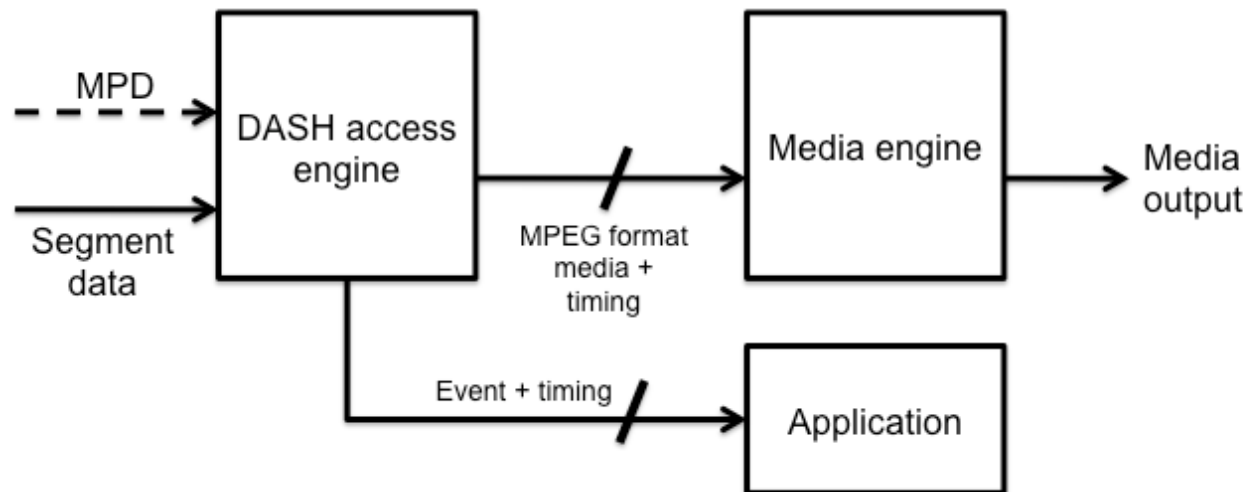 MPD
Segment
data
DASH access
engine
MPEG format
media +
timing
Media engine
Media
output
Event + timing
Application